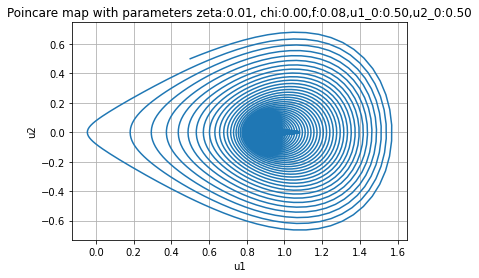 Poincare map with parameters zeta:0.01, chi:0.00,f:0.08,u1_0:0.50,u2_0:0.50
u2
0.6
0.4
0.2
0.0
−0.2
−0.4
−0.6
0.0 0.2 0.4 0.6 0.8 1.0 1.2 1.4 1.6
u1